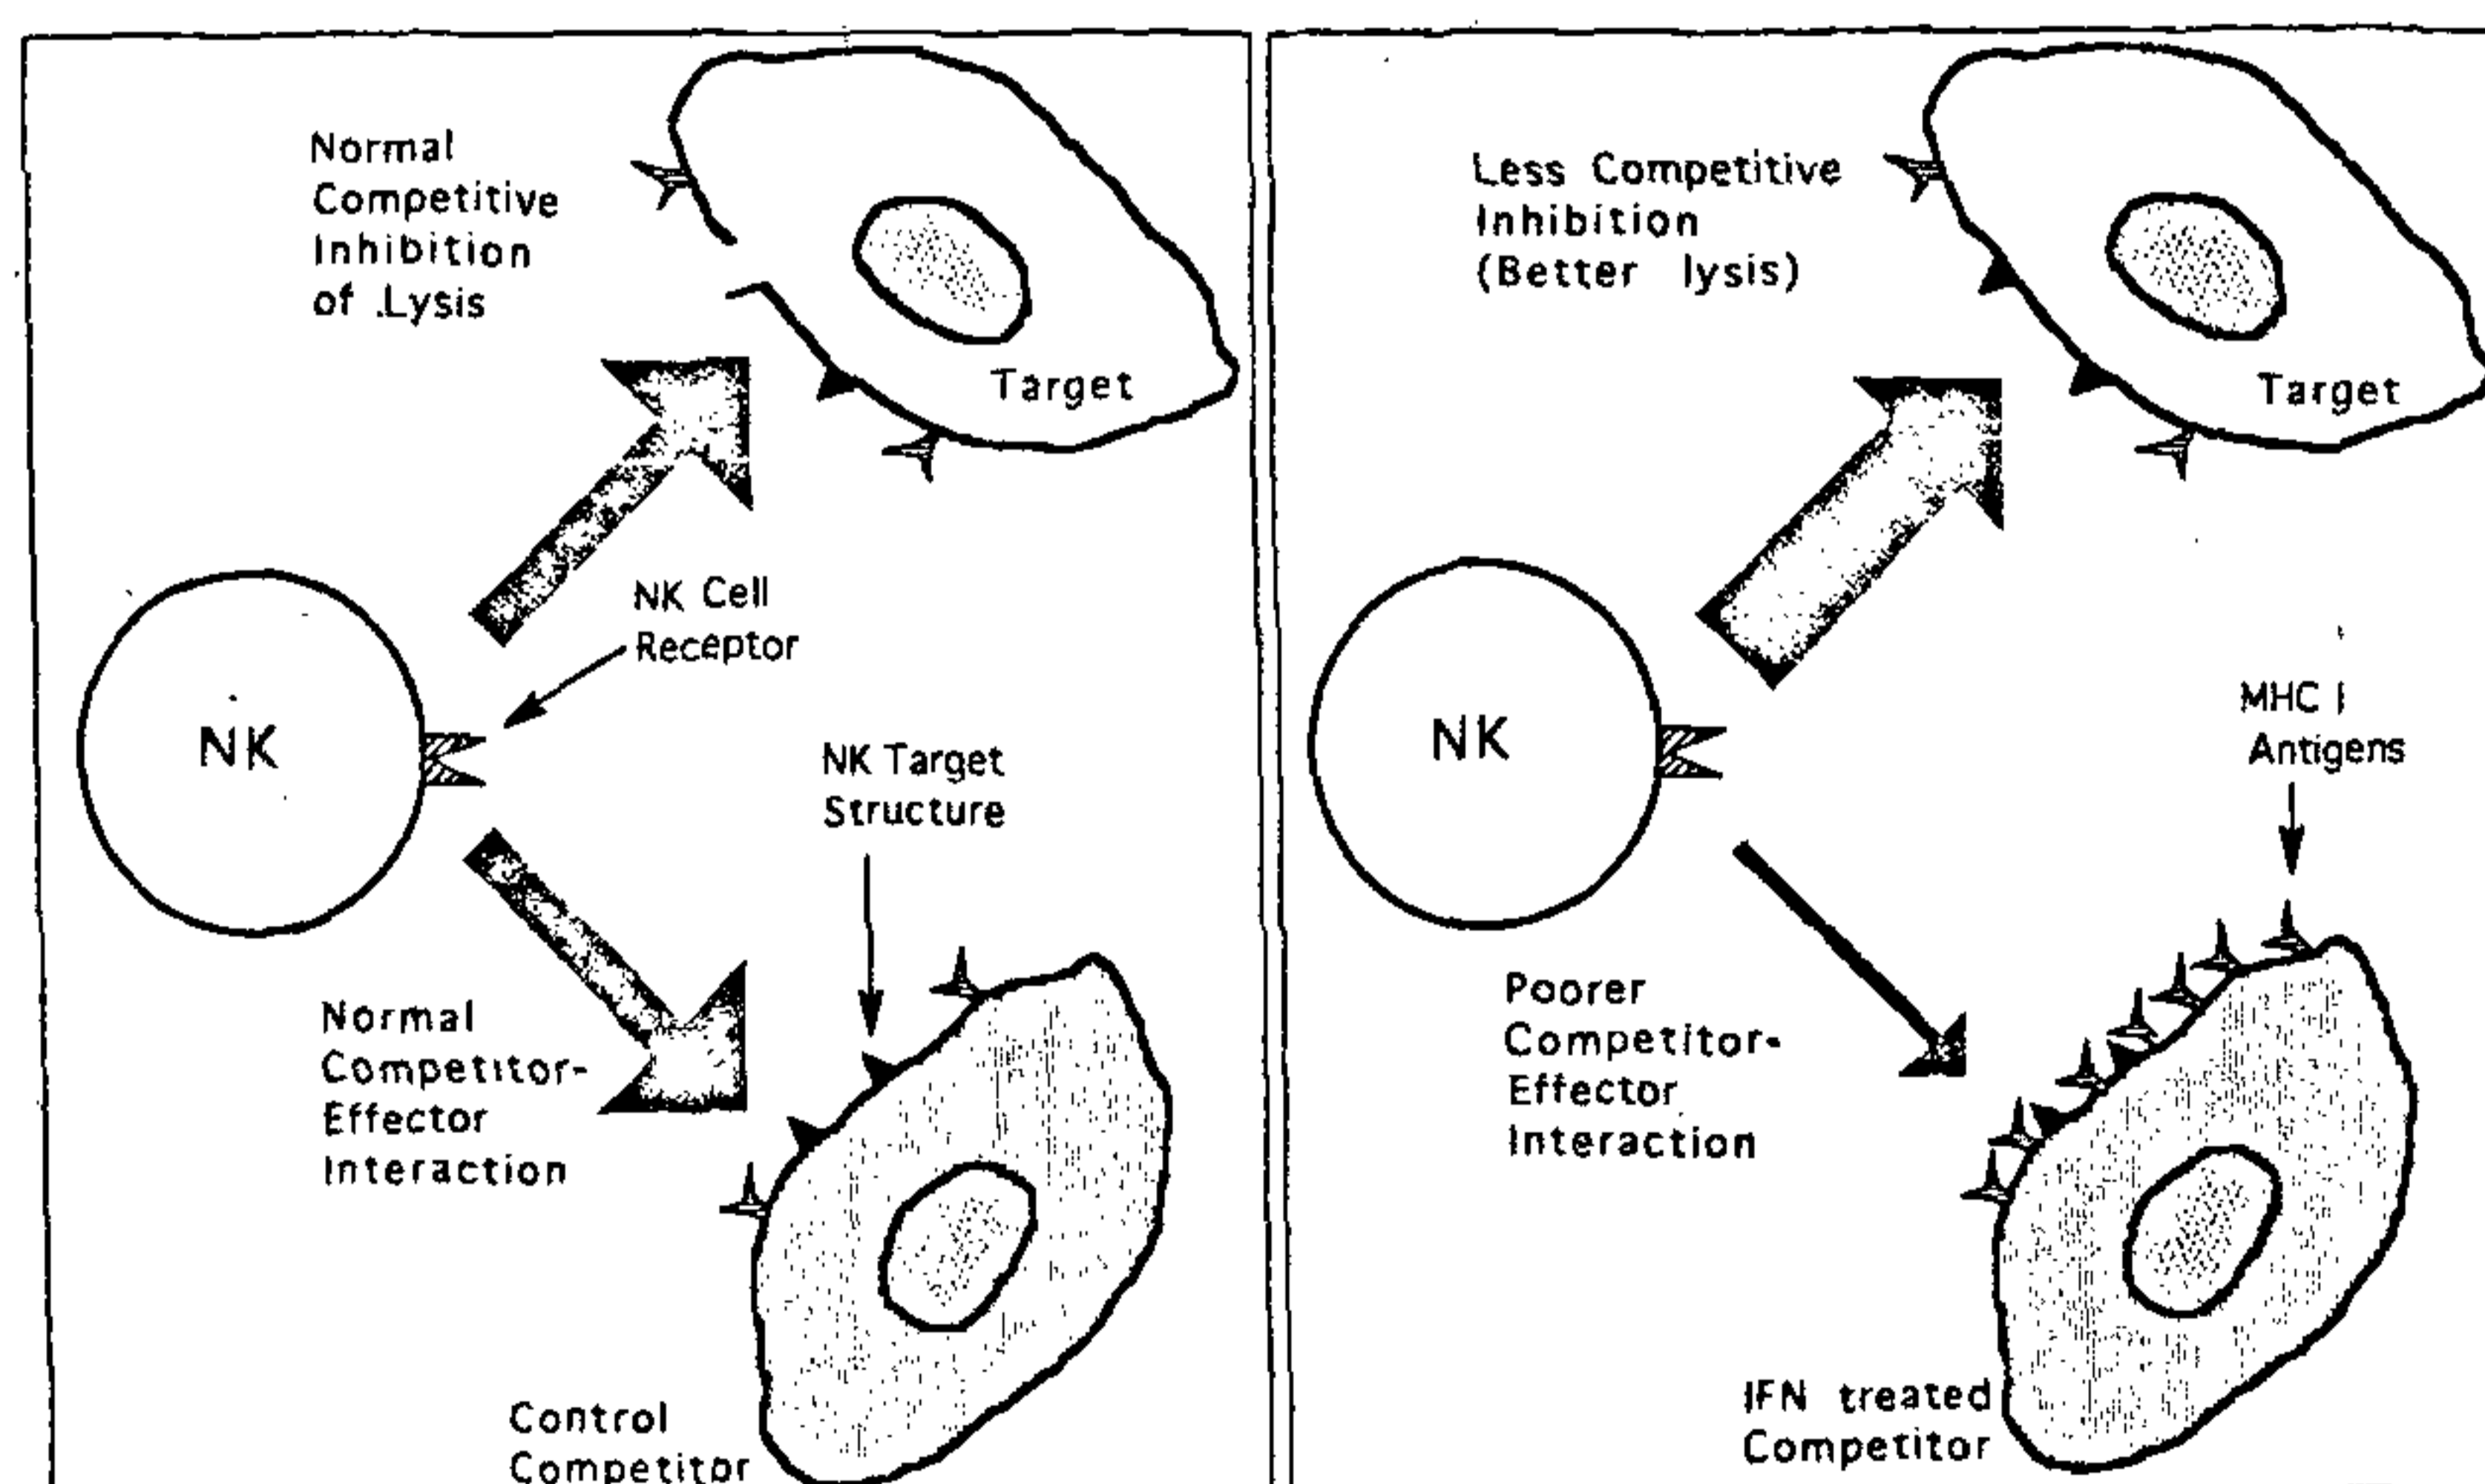 Normal
Competitive
Inhibition
of .Lysis
Target
NK Cell
Receptor
NK
NK Target
Structure
Normal
Competitor-
Effector
Interaction
Control
Competitor
Less Competitive
Inhibition
(Better lysis)
Target
NK
MHC I
Antigens
Poorer
Competitor-
Effector
Interaction
IFN treated
Competitor